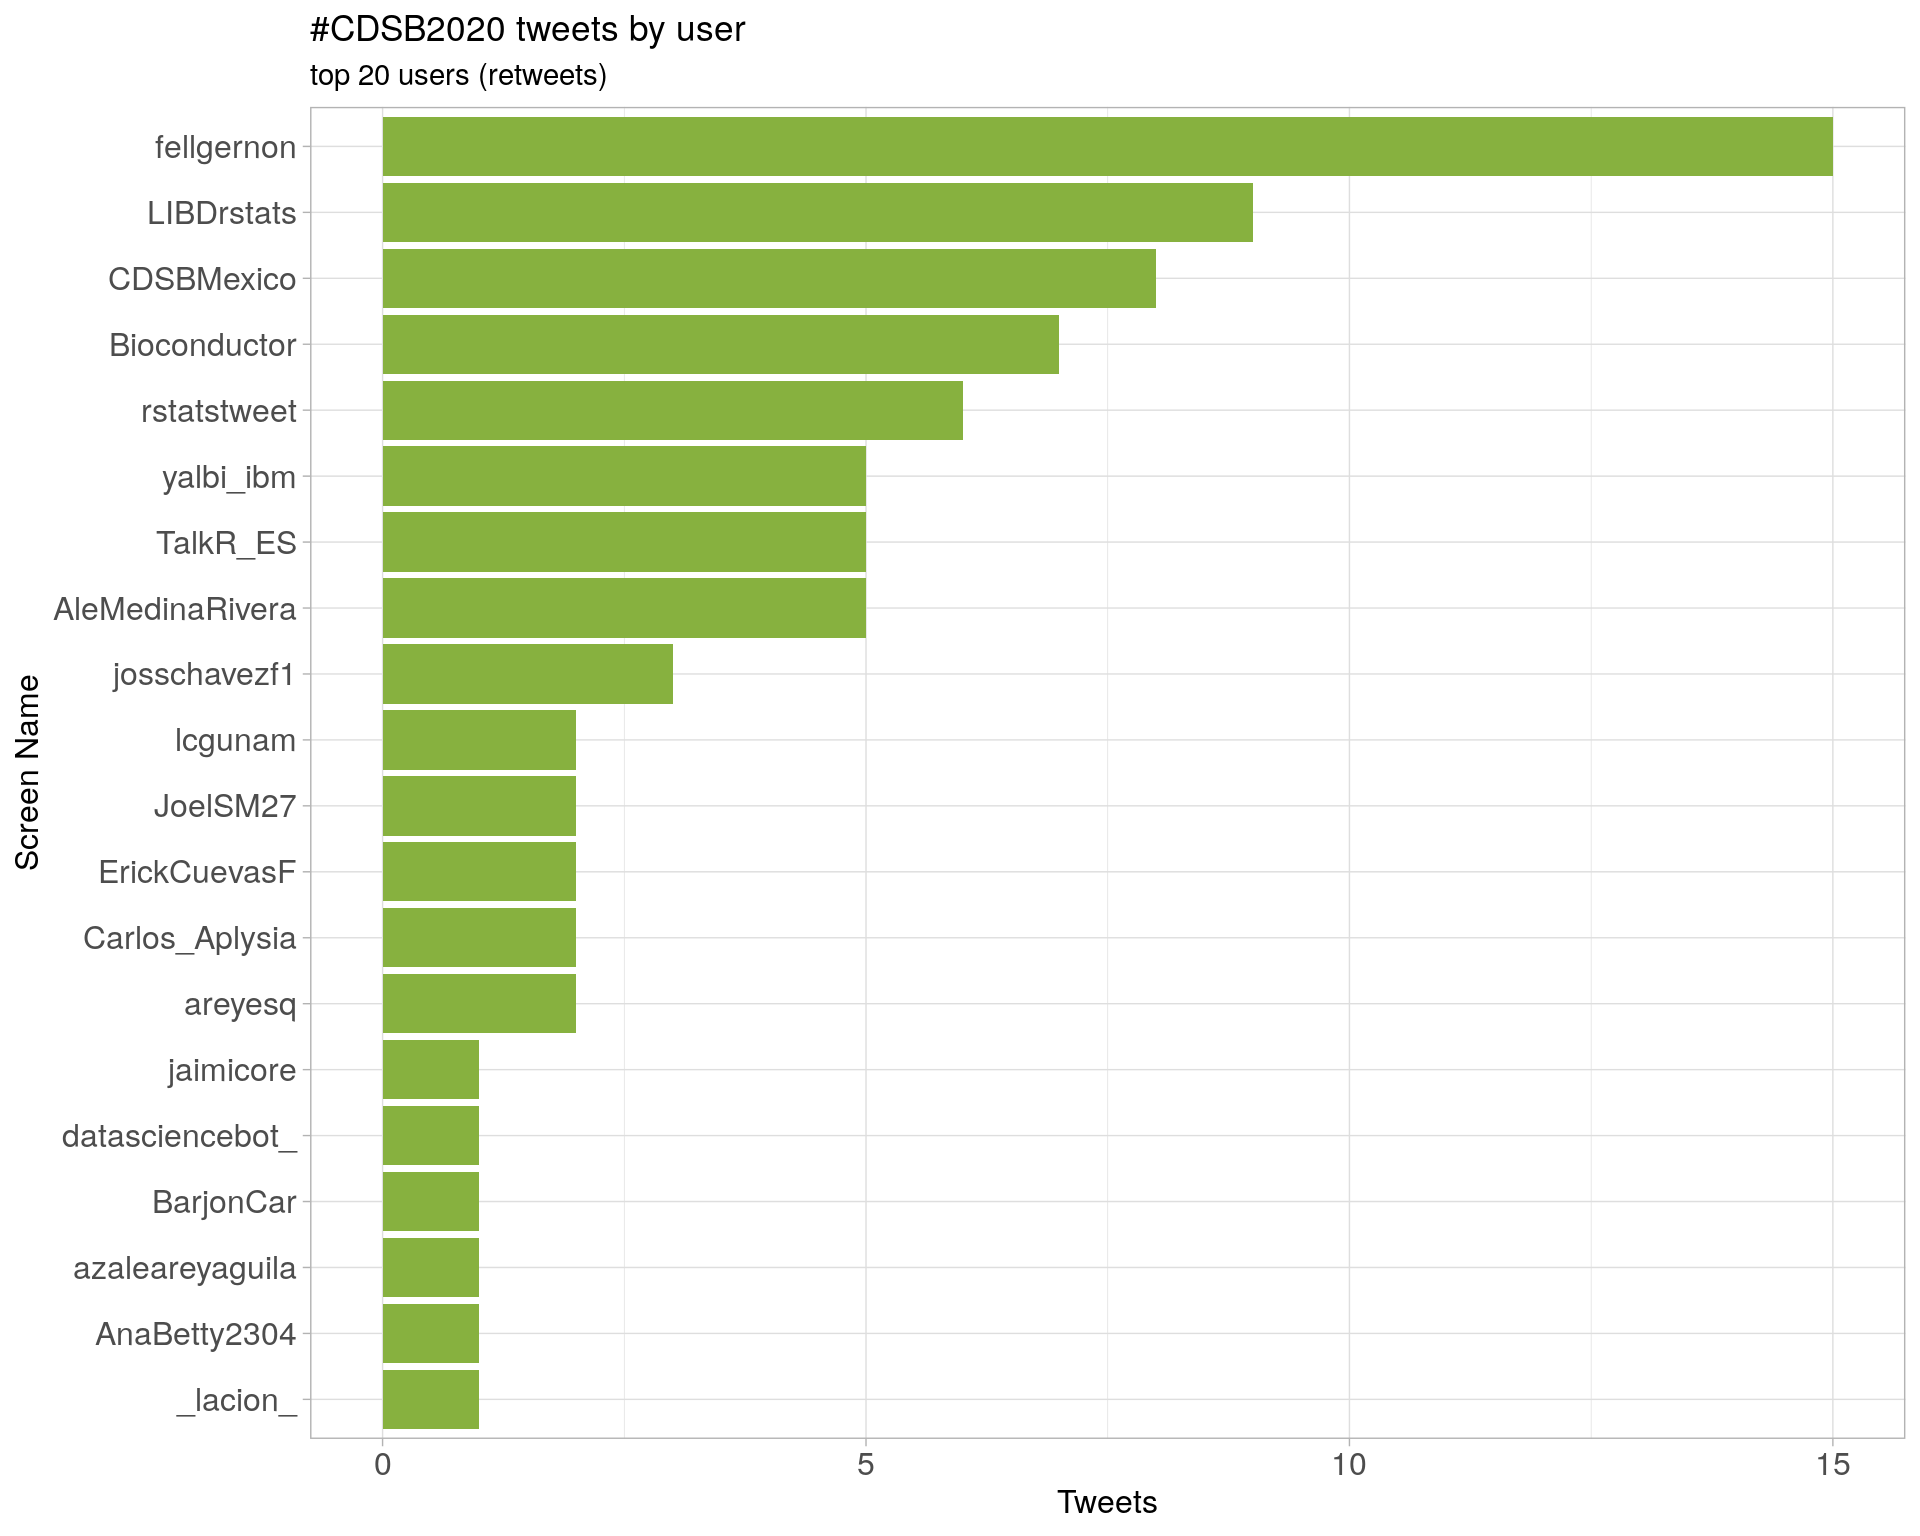 #CDSB2020 tweets by user
top 20 users (retweets)
fellgernon
LIBDrstats
CDSBMexico
Bioconductor
rstatstweet
yalbi_ibm
TalkR_ES
AleMedinaRivera
josschavezf1
lcgunam
JoelSM27
ErickCuevasF
Carlos_Aplysia
areyesq
jaimicore
datasciencebot_
BarjonCar
azaleareyaguila
AnaBetty2304
_lacion_
Screen Name
0 5 10 15
Tweets